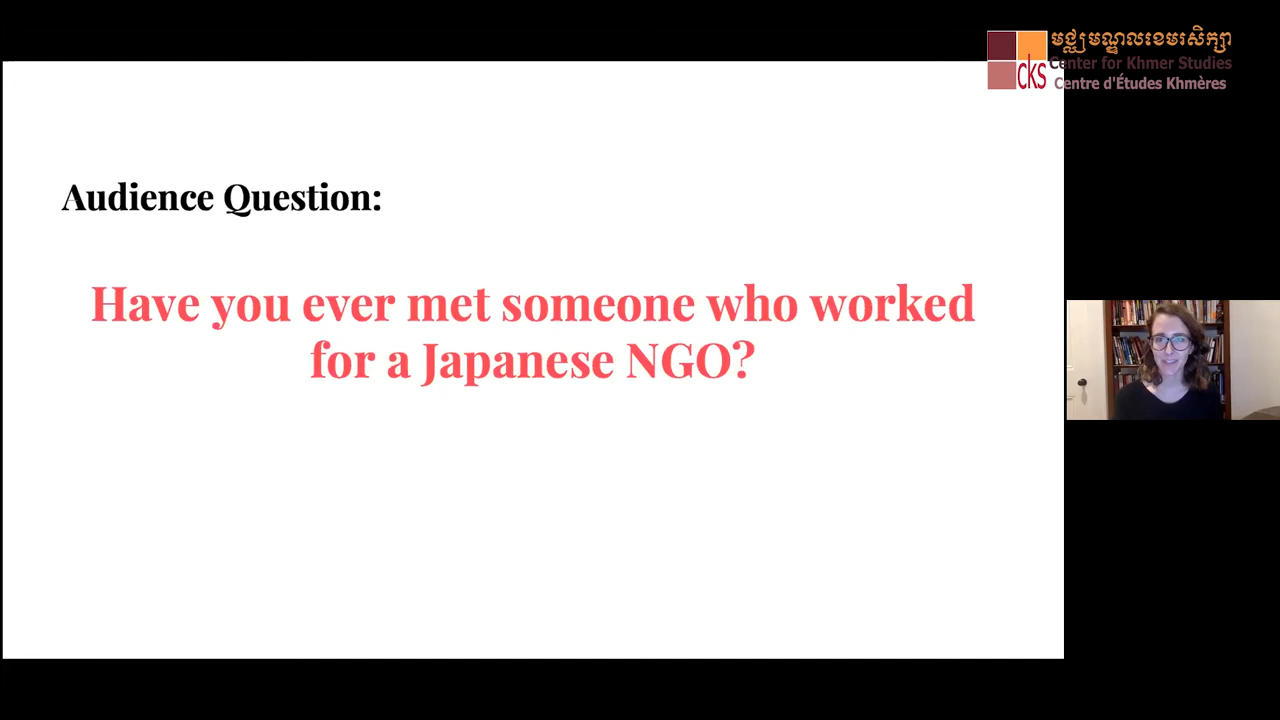 មជ្ឈមណ្ឌលខេមរសិក្សា
Center for Khmer Studies
Centre d'Études Khmères
CKS
Audience Question:
Have you ever met someone who worked
for a Japanese NGO?